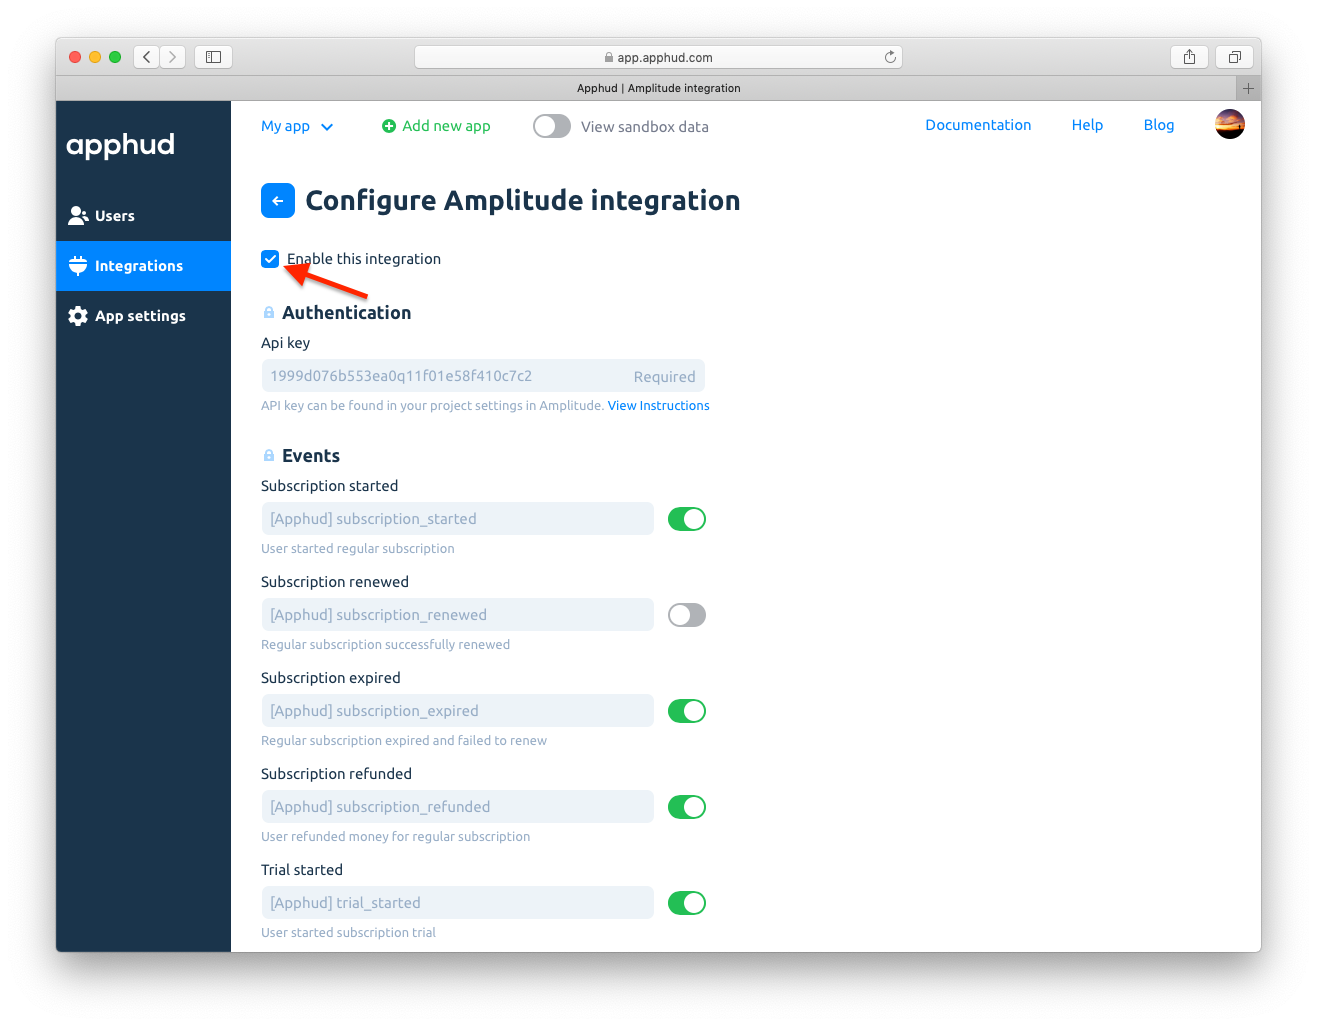 app.apphud.com
Apphud | Amplitude integration
apphud
My app
Add new app
View sandbox data
Documentation
Help
Blog
Users
Integrations
App settings
Configure Amplitude integration
Enable this integration
Authentication
Api key
1999d076b553ea0q11f01e58f410c7c2 Required
API key can be found in your project settings in Amplitude. View Instructions
Events
Subscription started
[Apphud] subscription_started
User started regular subscription
Subscription renewed
[Apphud] subscription_renewed
Regular subscription successfully renewed
Subscription expired
[Apphud] subscription_expired
Regular subscription expired and failed to renew
Subscription refunded
[Apphud] subscription_refunded
User refunded money for regular subscription
Trial started
[Apphud] trial_started
User started subscription trial